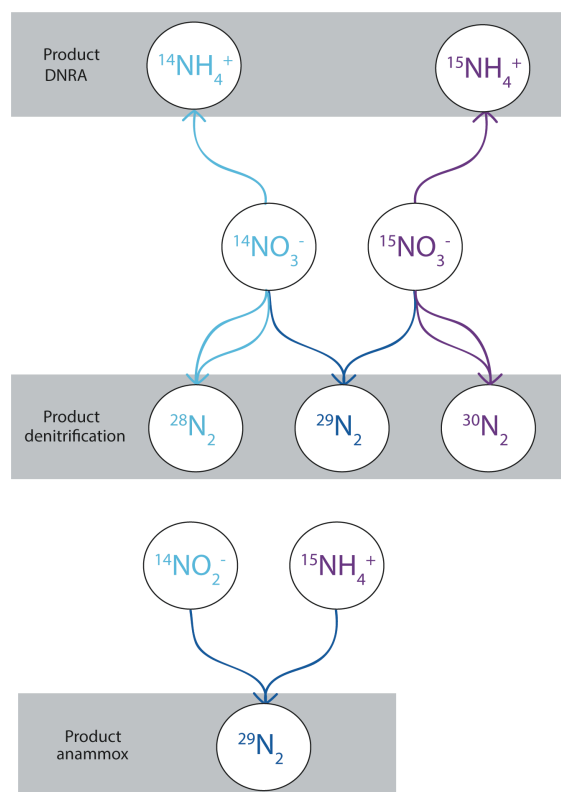 Product
DNRA
¹⁴NH₄⁺
¹⁵NH₄⁺
¹⁴NO₃⁻
¹⁵NO₃⁻
Product
denitrification
²⁸N₂
²⁹N₂
³⁰N₂
¹⁴NO₂⁻
¹⁵NH₄⁺
Product
anammox
²⁹N₂